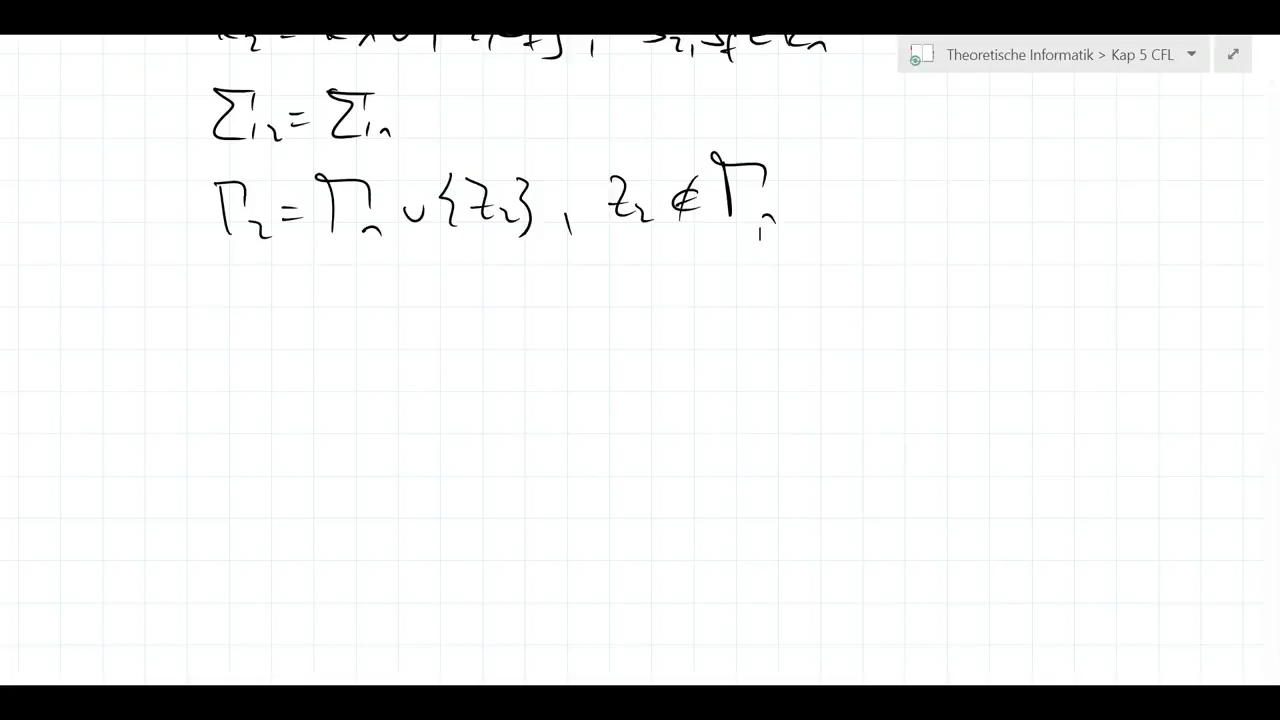 Theoretische Informatik > Kap 5 CFL
Σ₂ = Σ₁
Γ₂ = Γ₁ ∪ {Z₂}, Z₂ ∉ Γ₁